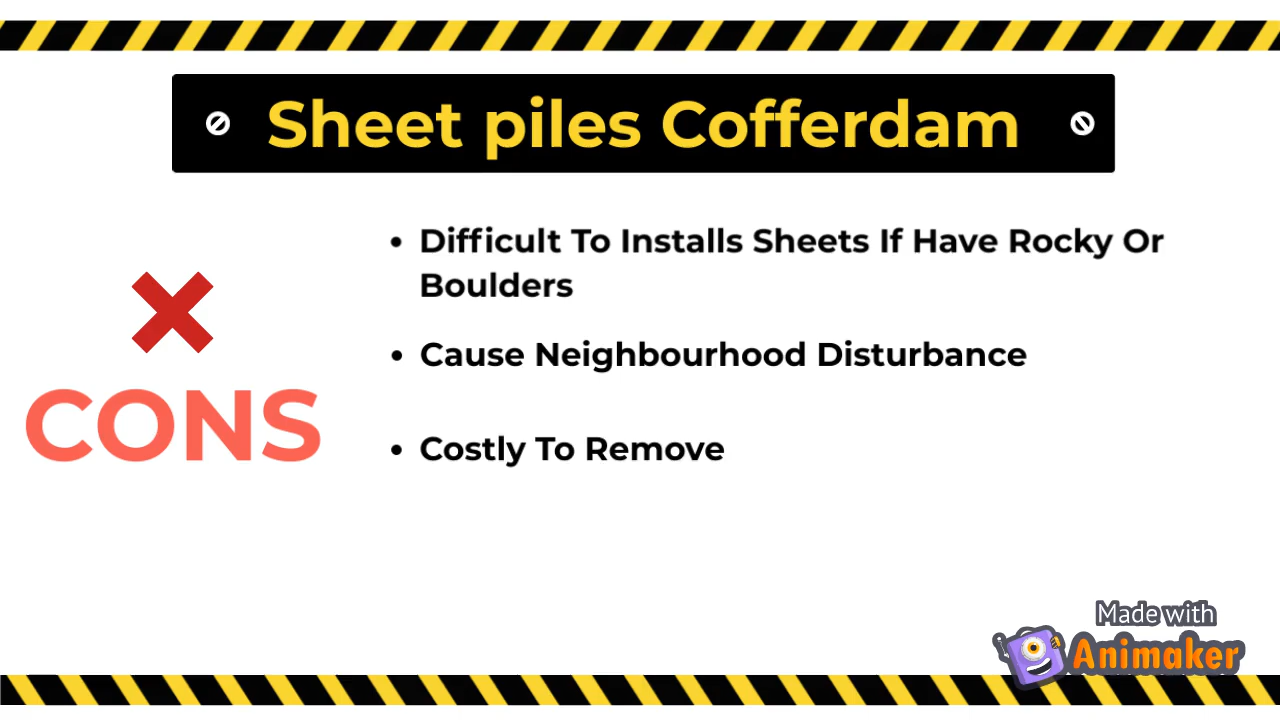 Sheet piles Cofferdam
• Difficult To Installs Sheets If Have Rocky Or
Boulders
• Cause Neighbourhood Disturbance
CONS
• Costly To Remove
Made with
Animaker